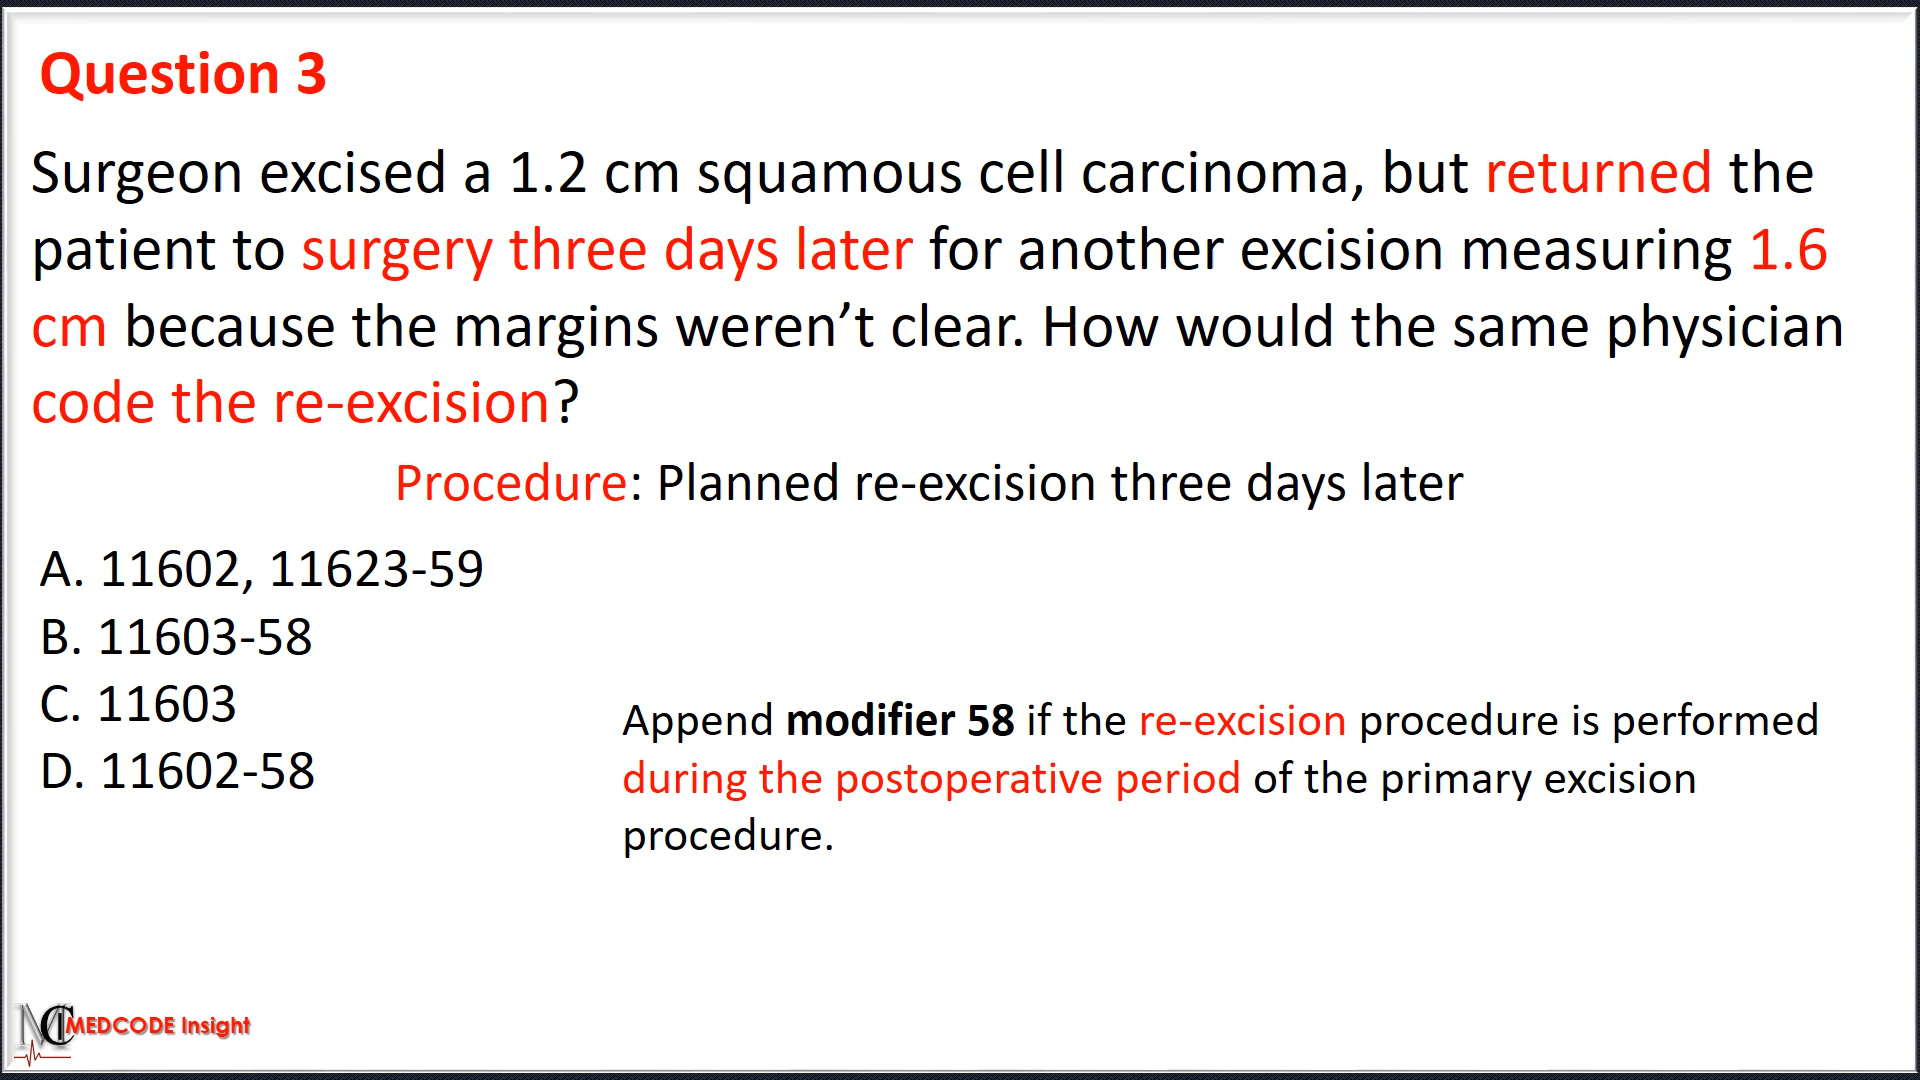 Question 3
Surgeon excised a 1.2 cm squamous cell carcinoma, but returned the
patient to surgery three days later for another excision measuring 1.6
cm because the margins weren’t clear. How would the same physician
code the re-excision?
Procedure: Planned re-excision three days later
A. 11602, 11623-59
B. 11603-58
C. 11603
D. 11602-58
Append modifier 58 if the re-excision procedure is performed
during the postoperative period of the primary excision
procedure.
MCI MEDCODE Insight